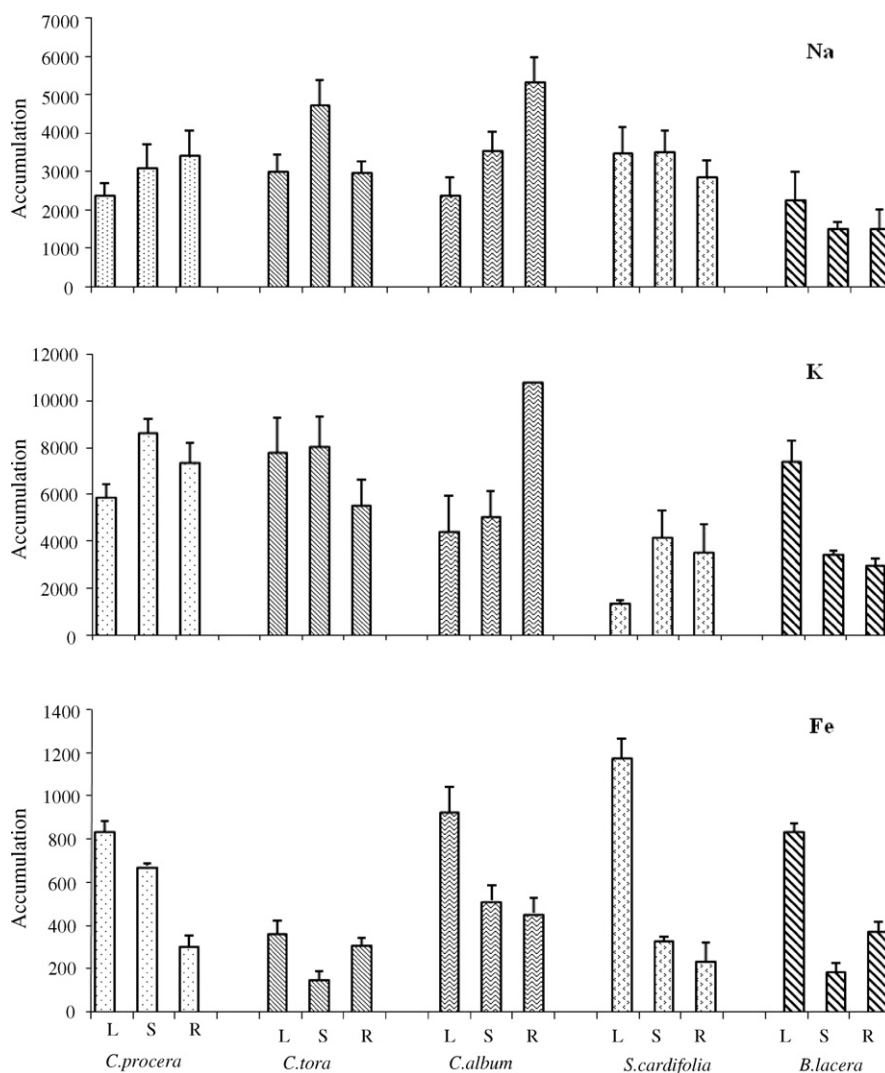 7000
6000
5000
4000
3000
2000
1000
0
Accumulation
Na
12000
10000
8000
6000
4000
2000
0
Accumulation
K
1400
1200
1000
800
600
400
200
0
Accumulation
Fe
L S R L S R L S R L S R L S R
C.procera C.tora C.album S.cardifolia B.lacera